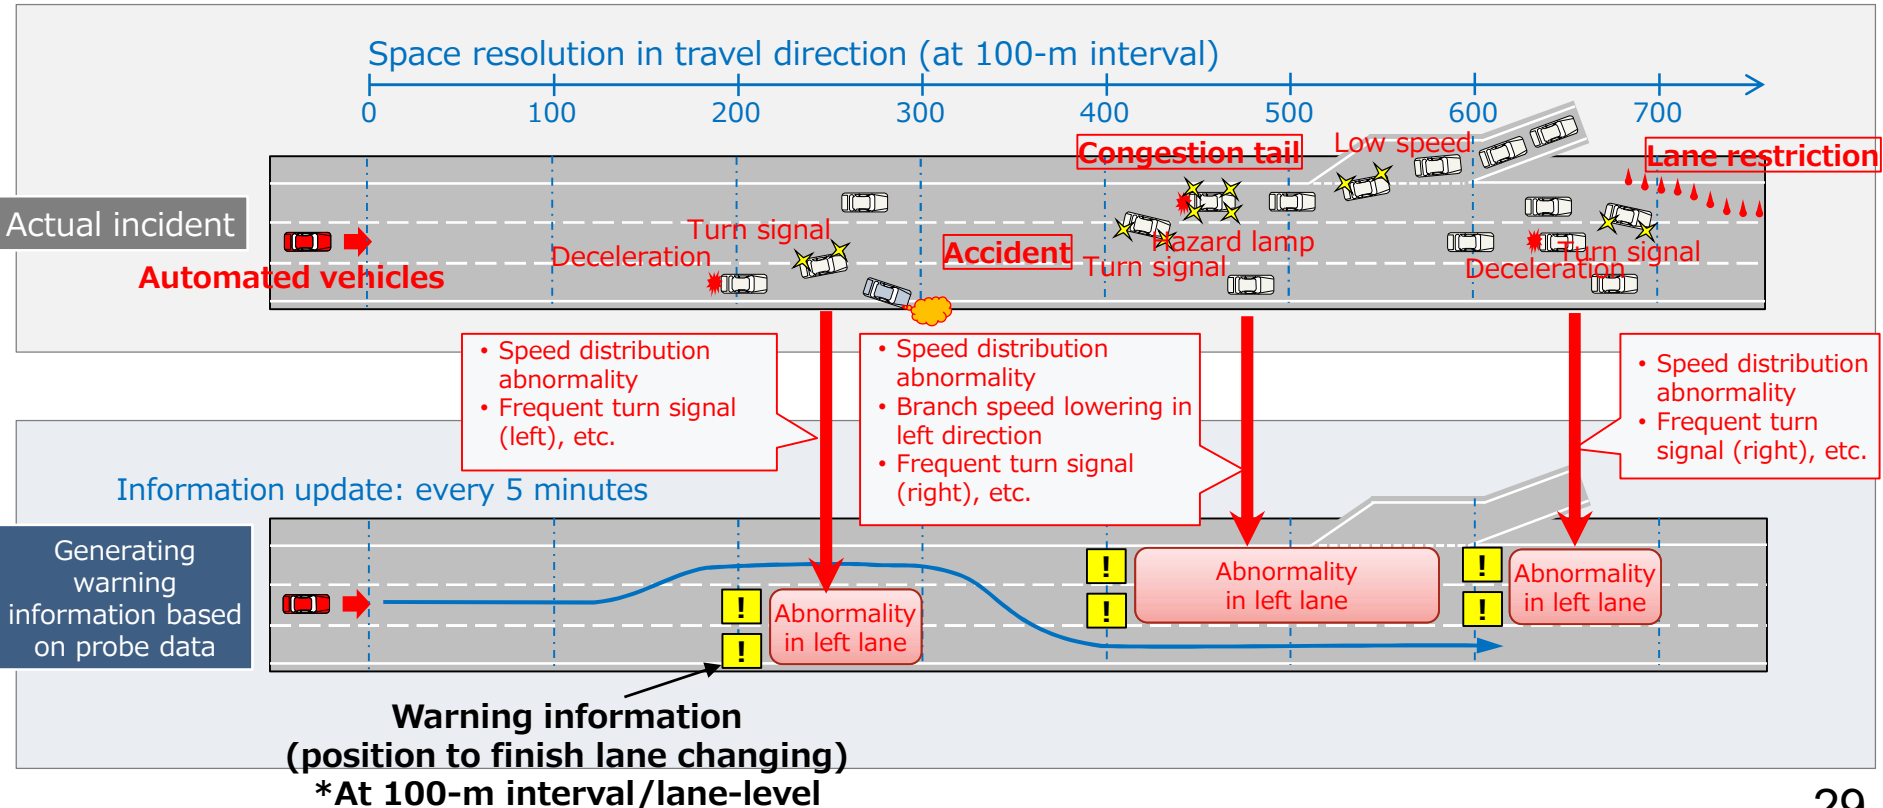 Space resolution in travel direction (at 100-m interval)
0 100 200 300 400 500 600 700
Congestion tail
Low speed
Lane restriction
Actual incident
Automated vehicles
Turn signal
Deceleration
Accident
Hazard lamp
Turn signal
Turn signal
Deceleration
• Speed distribution
abnormality
• Frequent turn signal
(left), etc.
• Speed distribution
abnormality
• Branch speed lowering in
left direction
• Frequent turn signal
(right), etc.
• Speed distribution
abnormality
• Frequent turn
signal (right), etc.
Information update: every 5 minutes
Generating
warning
information based
on probe data
!
!
Abnormality
in left lane
!
!
Abnormality
in left lane
!
!
Abnormality
in left lane
Warning information
(position to finish lane changing)
*At 100-m interval/lane-level
29